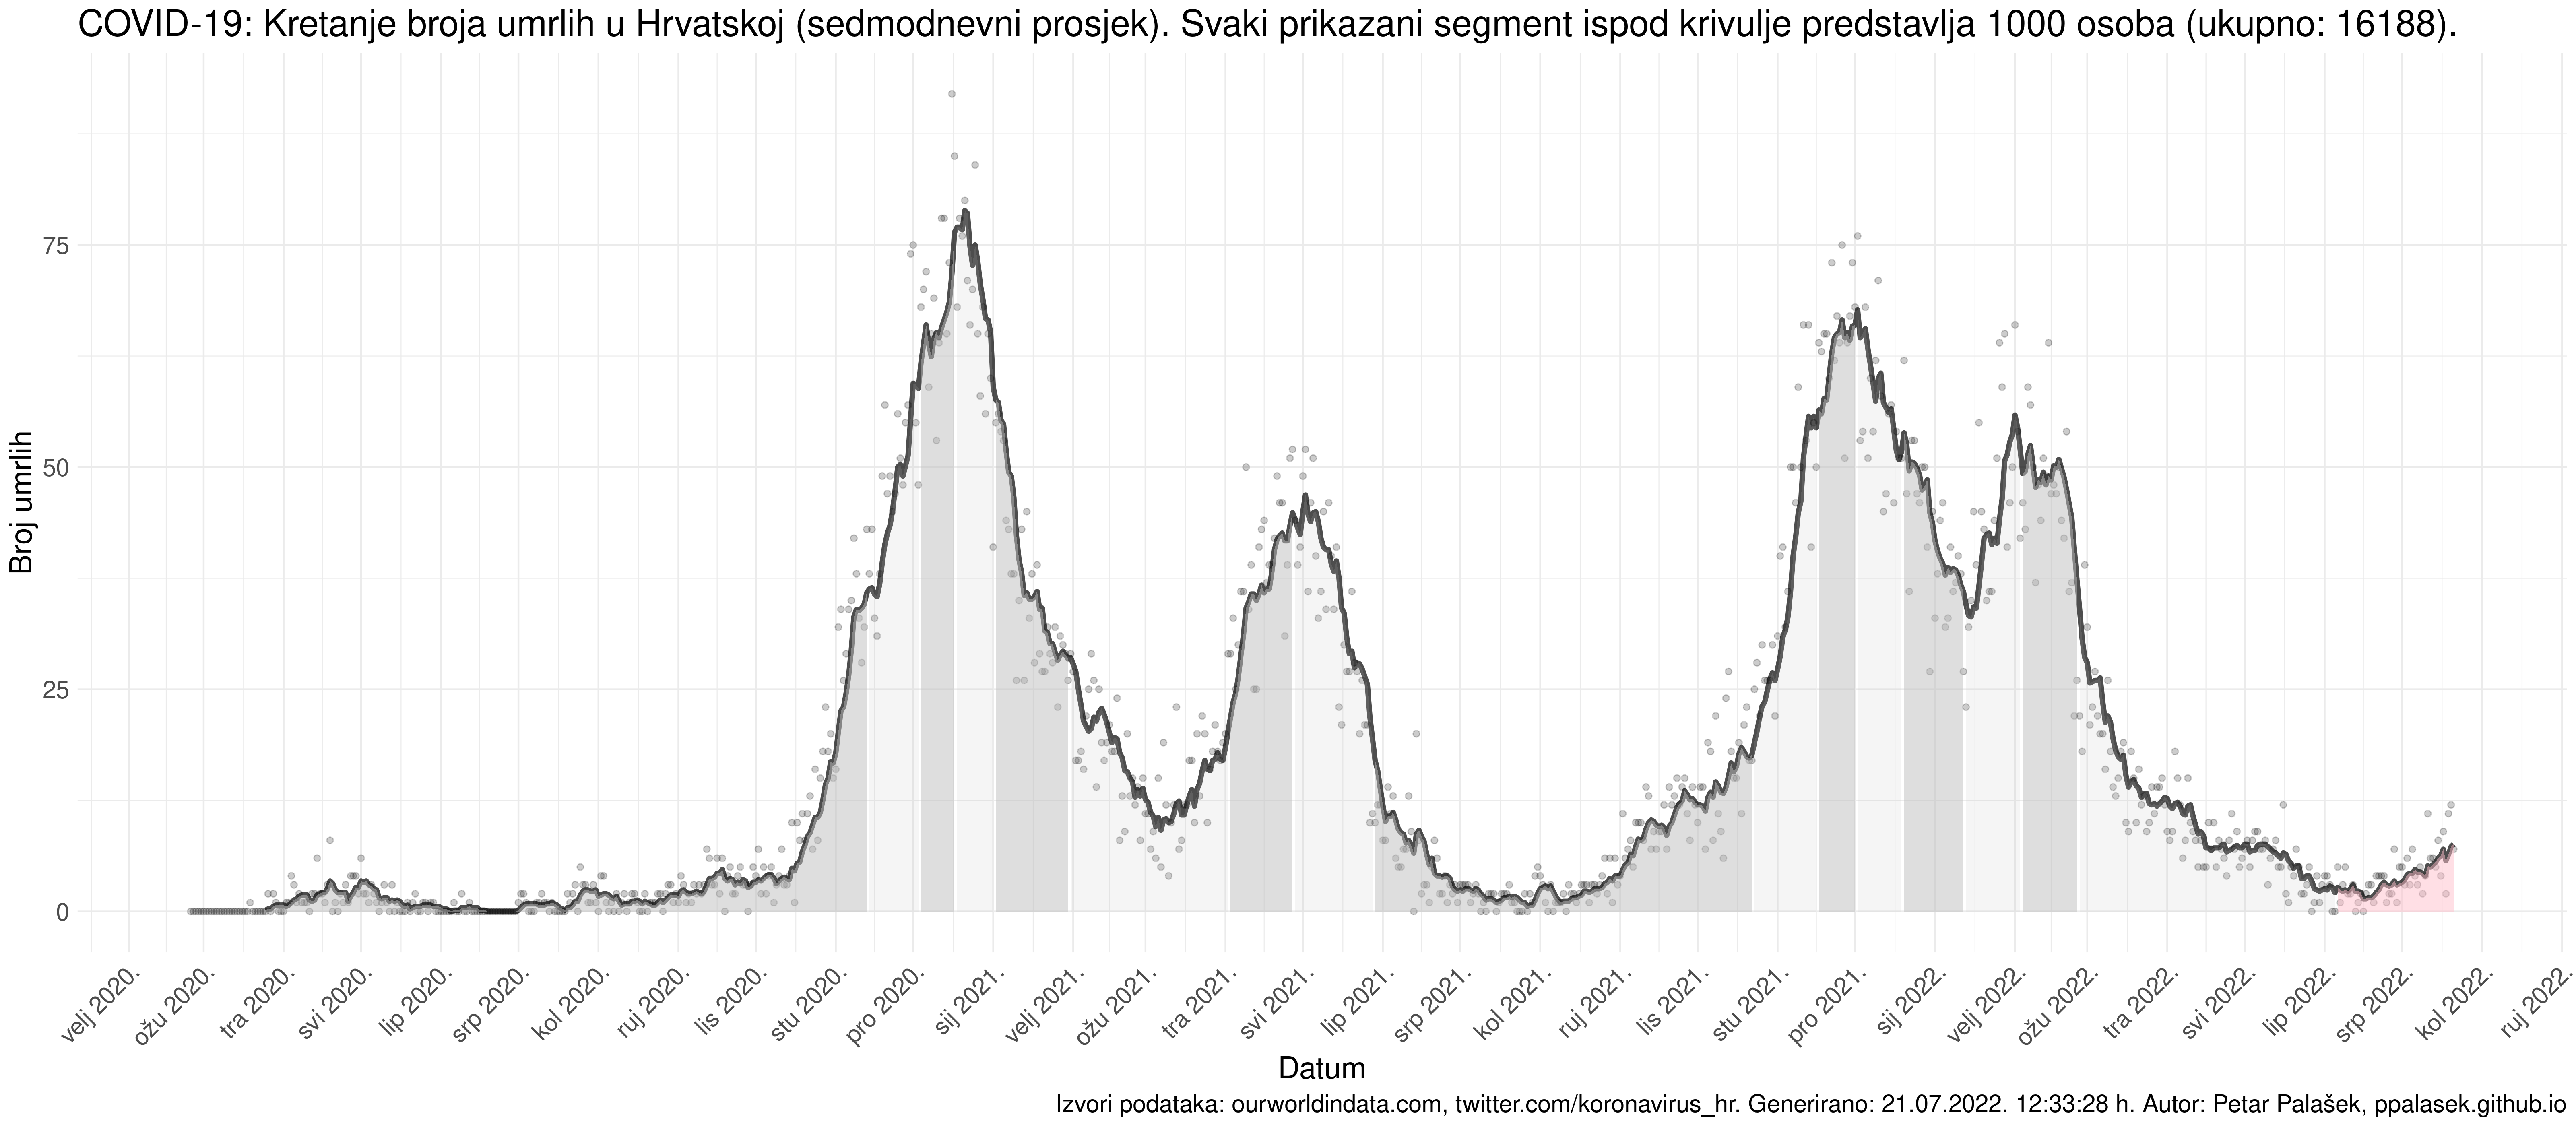 COVID-19: Kretanje broja umrlih u Hrvatskoj (sedmodnevni prosjek). Svaki prikazani segment ispod krivulje predstavlja 1000 osoba (ukupno: 16188).
Broj umrlih
75
50
25
0
velj 2020.
ožu 2020.
tra 2020.
svi 2020.
lip 2020.
srp 2020.
kol 2020.
ruj 2020.
lis 2020.
stu 2020.
pro 2020.
sij 2021.
velj 2021.
ožu 2021.
tra 2021.
svi 2021.
lip 2021.
srp 2021.
kol 2021.
ruj 2021.
lis 2021.
stu 2021.
pro 2021.
sij 2022.
velj 2022.
ožu 2022.
tra 2022.
svi 2022.
lip 2022.
srp 2022.
kol 2022.
ruj 2022.
Datum
Izvori podataka: ourworldindata.com, twitter.com/koronavirus_hr. Generirano: 21.07.2022. 12:33:28 h. Autor: Petar Palašek, ppalasek.github.io